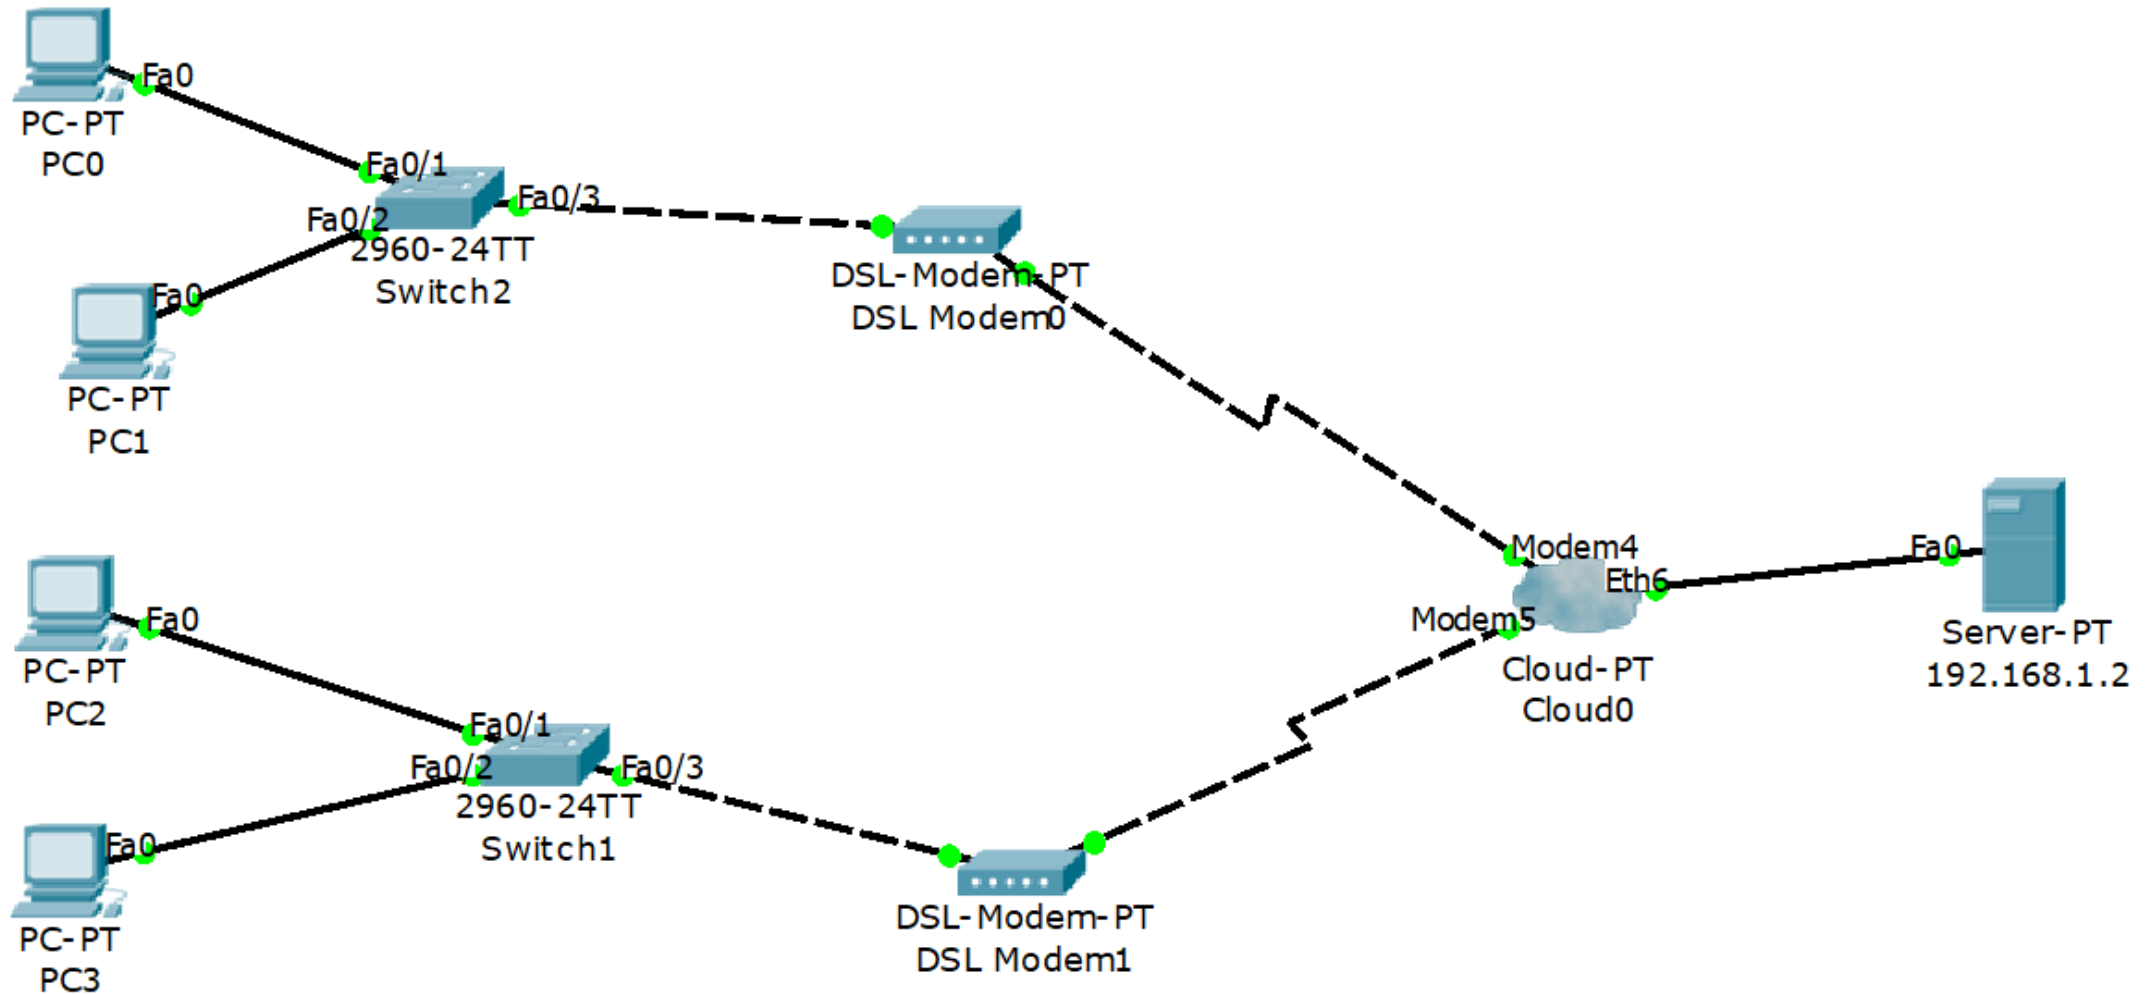 Fa0
PC-PT
PC0
Fa0/1
Fa0/2
Fa0/3
2960-24TT
Switch2
DSL-Modem-PT
DSL Modem0
Fa0
PC-PT
PC1
Modem4
Eth6
Modem5
Cloud-PT
Cloud0
Fa0
Server-PT
192.168.1.2
Fa0
PC-PT
PC2
Fa0/1
Fa0/2
Fa0/3
2960-24TT
Switch1
Fa0
PC-PT
PC3
DSL-Modem-PT
DSL Modem1